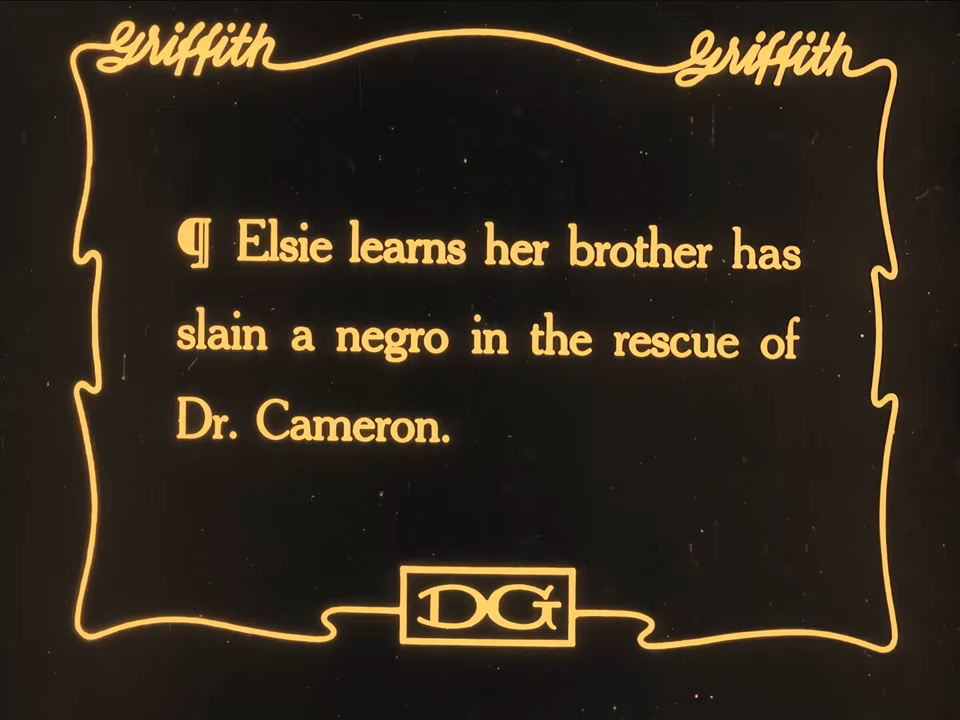 Griffith Griffith
¶ Elsie learns her brother has
slain a negro in the rescue of
Dr. Cameron.
DG